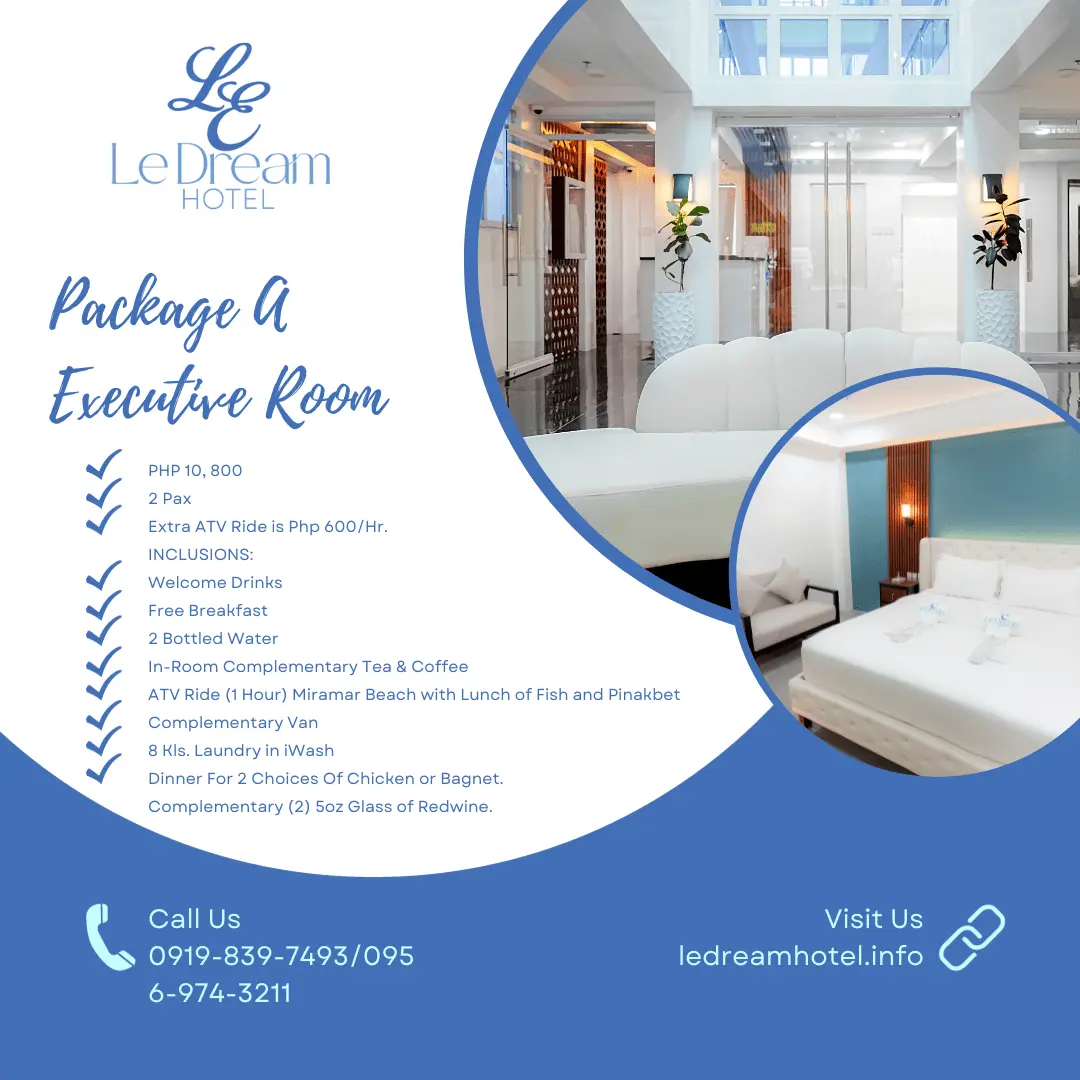 LE
Le Dream
HOTEL
Package A
Executive Room
PHP 10, 800
2 Pax
Extra ATV Ride is Php 600/Hr.
INCLUSIONS:
Welcome Drinks
Free Breakfast
2 Bottled Water
In-Room Complementary Tea & Coffee
ATV Ride (1 Hour) Miramar Beach with Lunch of Fish and Pinakbet
Complementary Van
8 Kls. Laundry in iWash
Dinner For 2 Choices Of Chicken or Bagnet.
Complementary (2) 5oz Glass of Redwine.
Call Us
0919-839-7493/095
6-974-3211
Visit Us
ledreamhotel.info